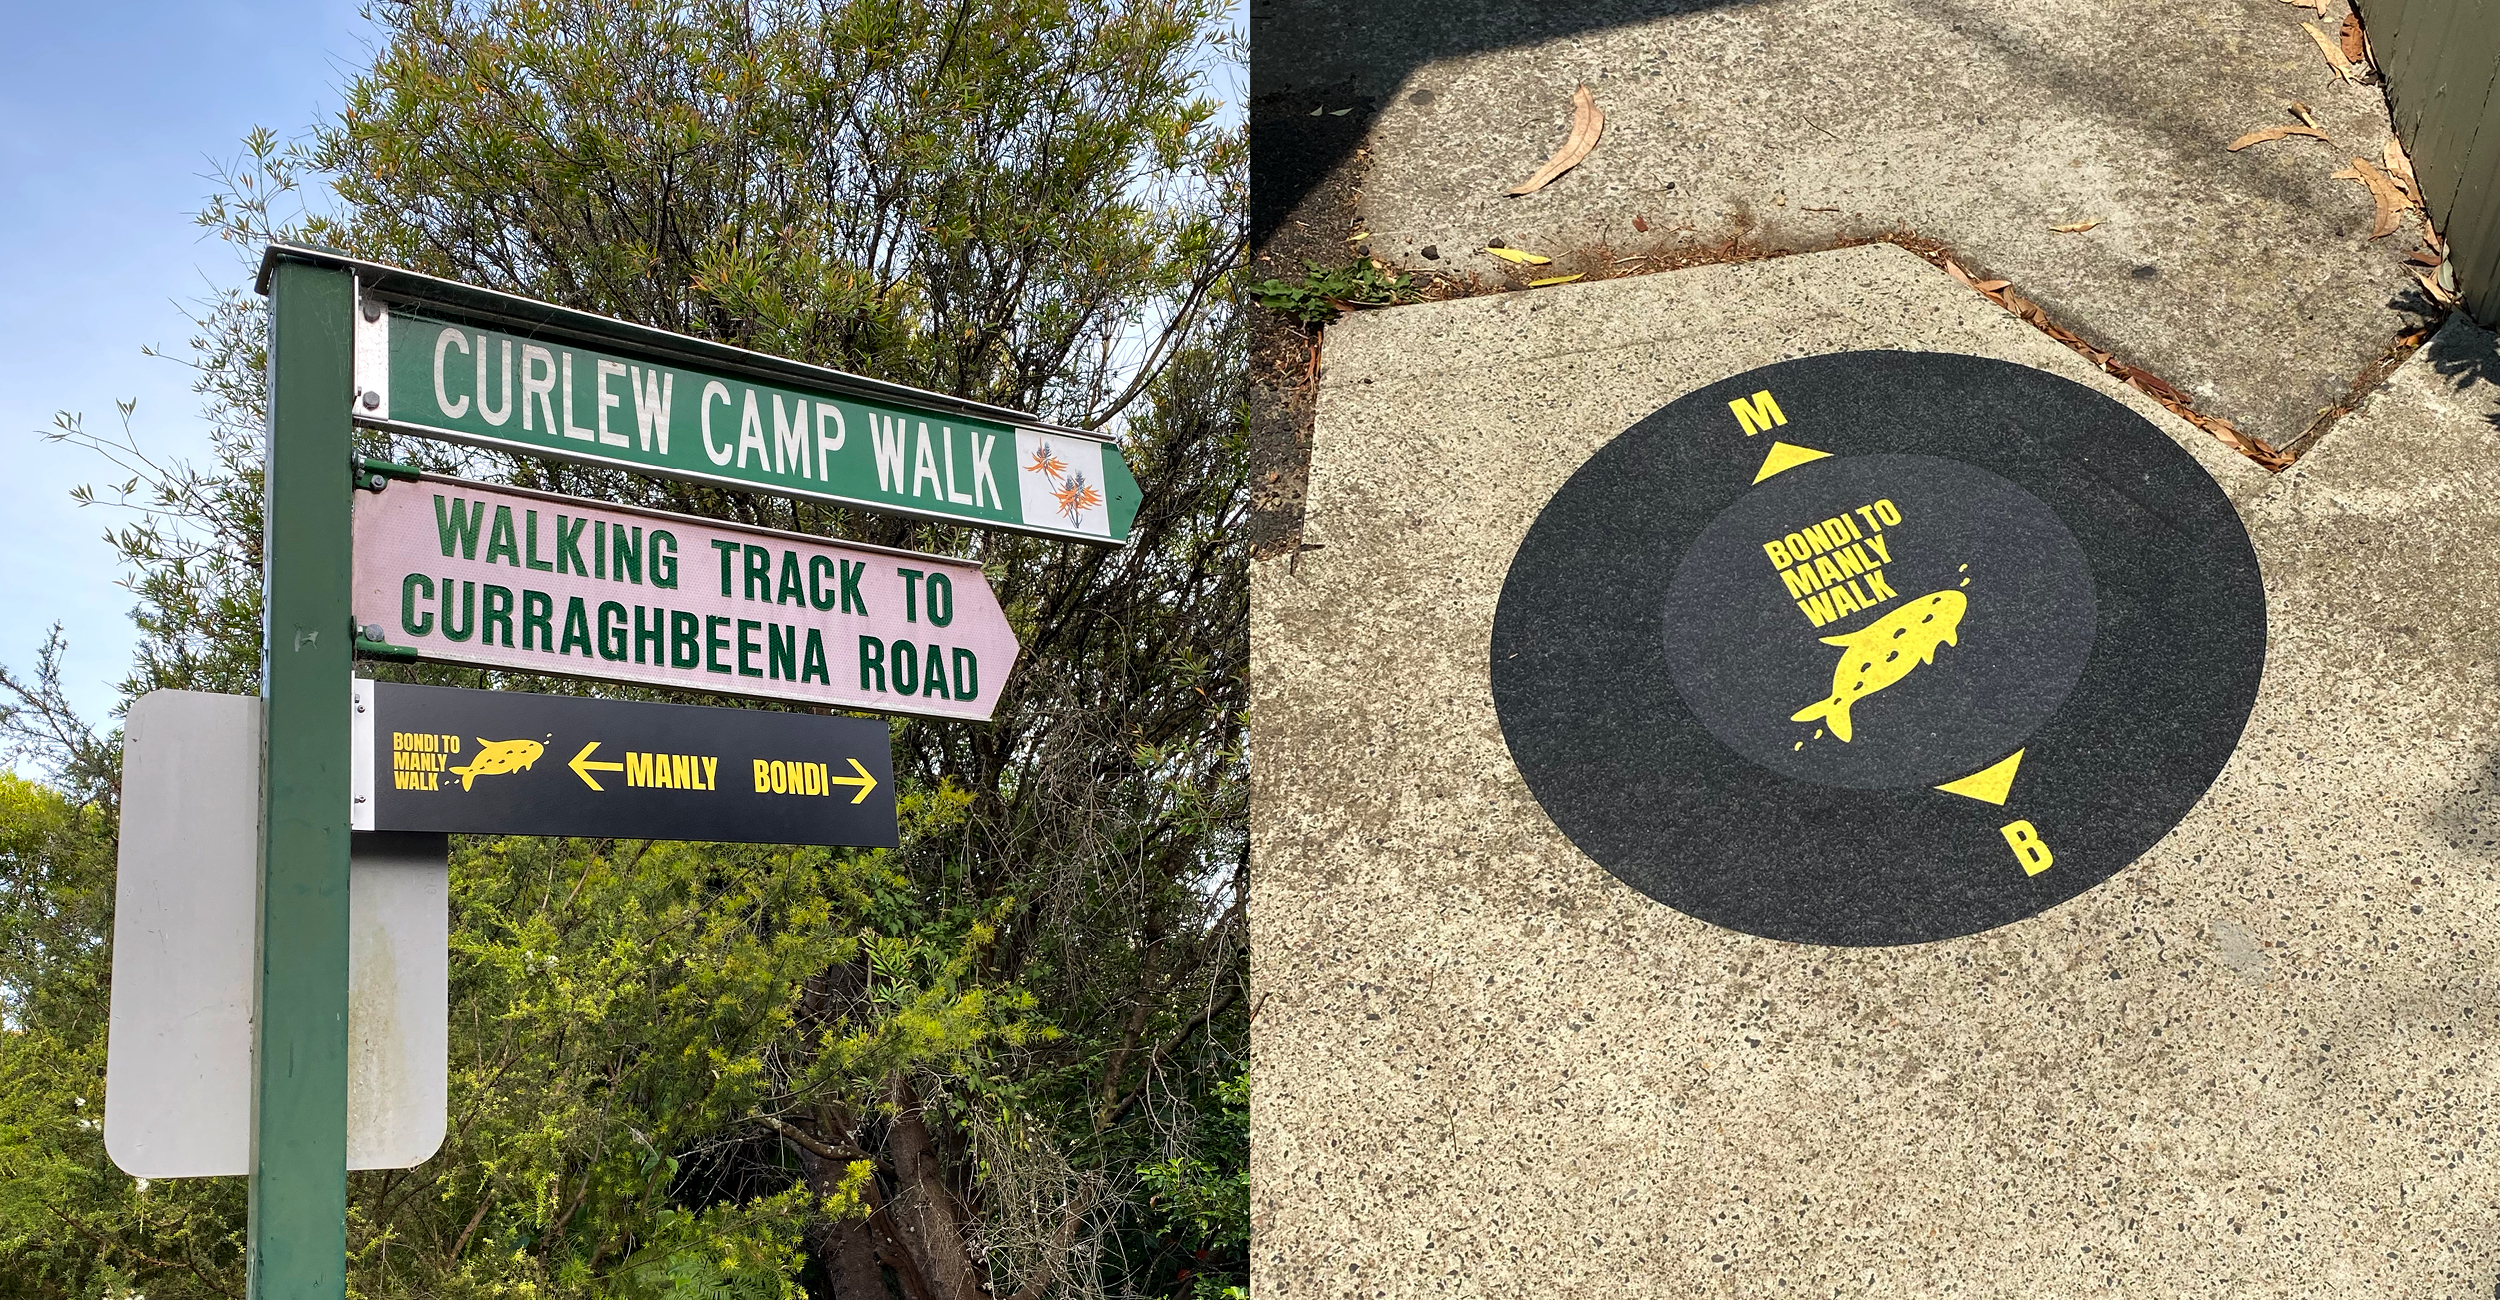 CURLEW CAMP WALK
WALKING TRACK TO
CURRAGHBEENA ROAD
BONDI TO
MANLY
WALK
← MANLY BONDI →
M
BONDI TO
MANLY
WALK
B